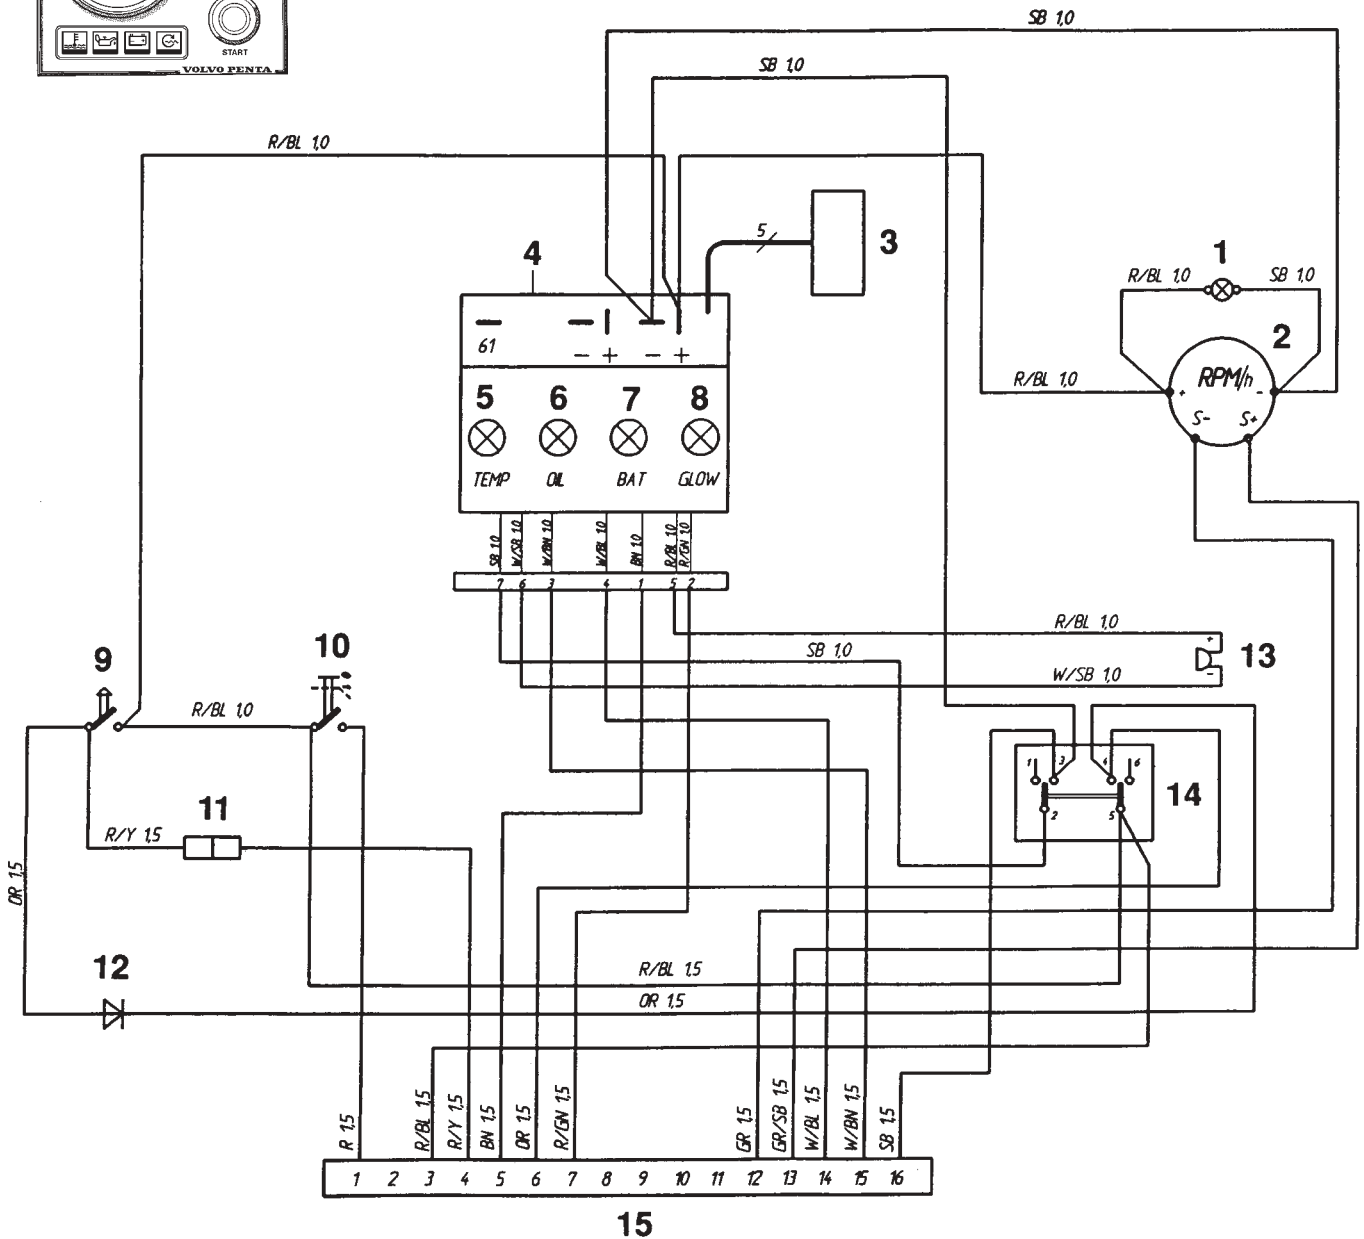 START
VOLVO PENTA
SB 1,0
SB 1,0
R/BL 1,0
5
3
4
1
R/BL 1,0
SB 1,0
2
61
- + - +
R/BL 1,0
RPM/h
+ -
S- S+
5 6 7 8
TEMP OIL BAT GLOW
SB 1,0
W/SB 1,0
W/BN 1,0
W/BL 1,0
BN 1,0
R/BL 1,0
R/GN 1,0
7 6 3 4 1 5 2
R/BL 1,0
SB 1,0
+
13
-
W/SB 1,0
9
10
R/BL 1,0
1 3 4 6
14
2 5
11
R/Y 1,5
OR 1,5
12
R/BL 1,5
OR 1,5
R 1,5
R/BL 1,5
R/Y 1,5
BN 1,5
OR 1,5
R/GN 1,5
GR 1,5
GR/SB 1,5
W/BL 1,5
W/BN 1,5
SB 1,5
1 2 3 4 5 6 7 8 9 10 11 12 13 14 15 16
15